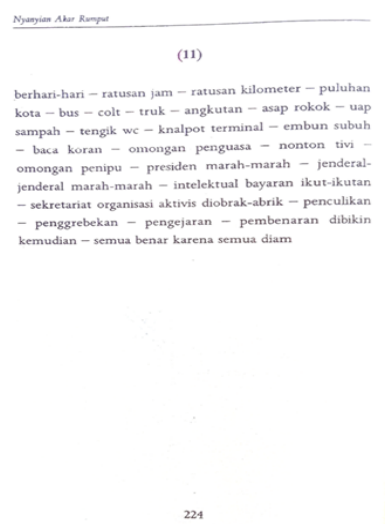 Nyanyian Akar Rumput
(11)
berhari-hari — ratusan jam — ratusan kilometer — puluhan
kota — bus — colt — truk — angkutan — asap rokok — uap
sampah — tengik wc — knalpot terminal — embun subuh
— baca koran — omongan penguasa — nonton tivi —
omongan penipu — presiden marah-marah — jenderal-
jenderal marah-marah — intelektual bayaran ikut-ikutan
— sekretariat organisasi aktivis diobrak-abrik — penculikan
— penggrebekan — pengejaran — pembenaran dibikin
kemudian — semua benar karena semua diam
224